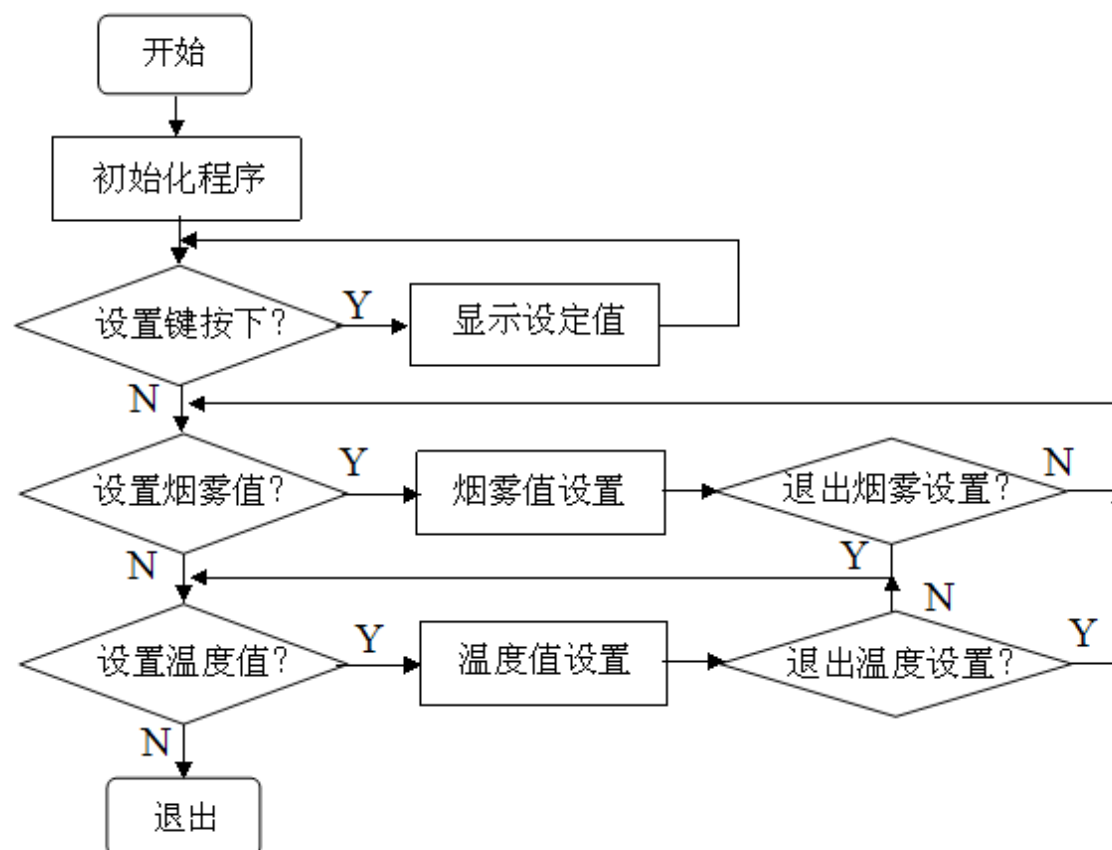 开始
初始化程序
设置键按下？
Y
显示设定值
N
设置烟雾值？
Y
烟雾值设置
退出烟雾设置？
N
N
Y
设置温度值？
Y
温度值设置
退出温度设置？
N
Y
N
退出